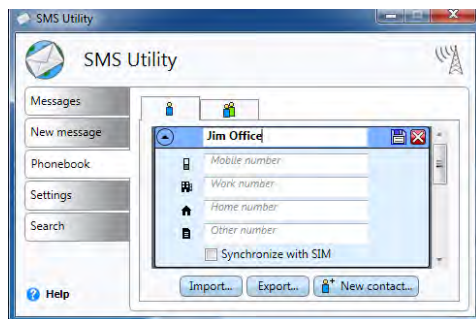 SMS Utility
SMS Utility
Messages
New message
Phonebook
Settings
Search
Help
Jim Office
Mobile number
Work number
Home number
Other number
Synchronize with SIM
Import...
Export...
New contact...